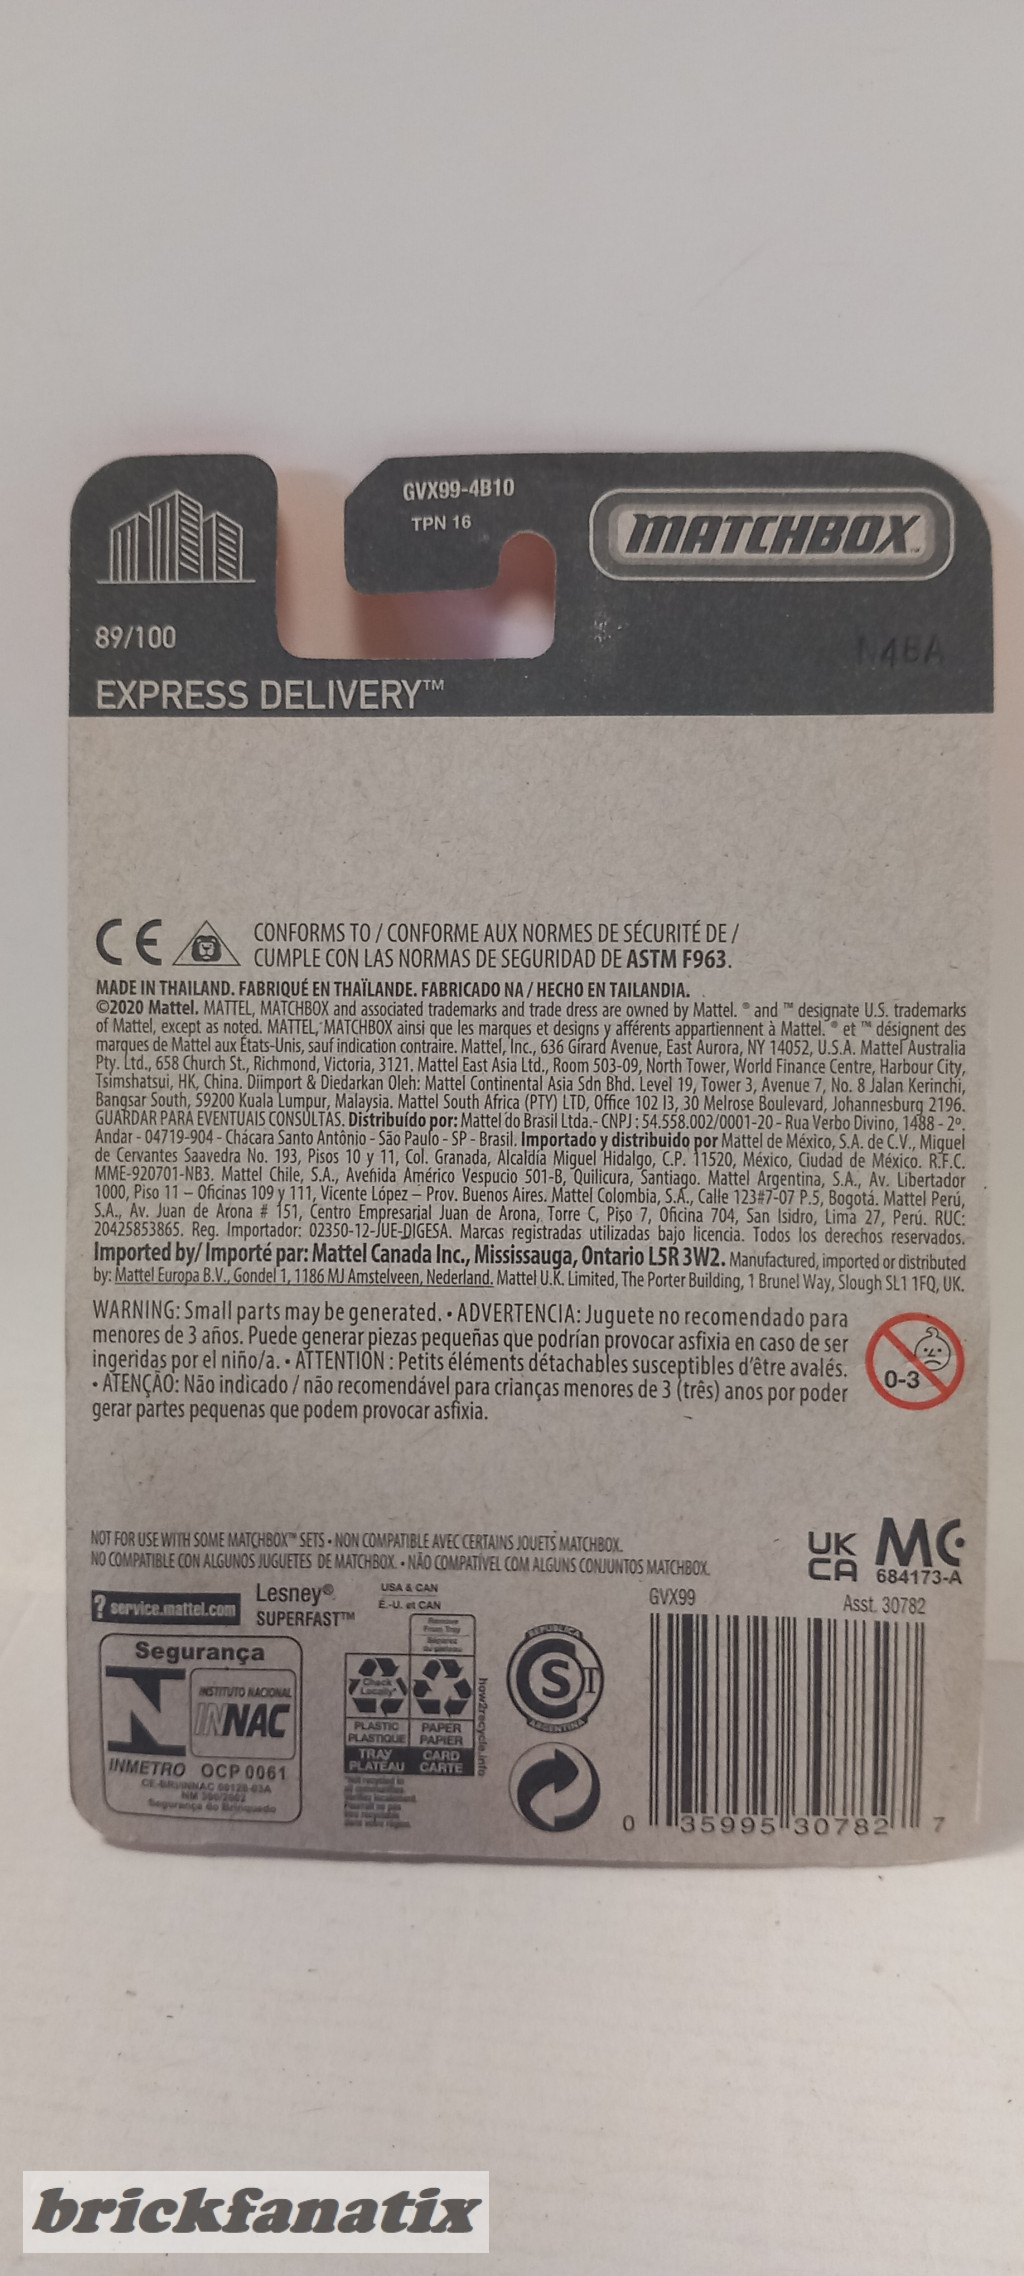 GVX99-4B10
TPN 16
MATCHBOX™
89/100
N4BA
EXPRESS DELIVERY™
CE CONFORMS TO / CONFORME AUX NORMES DE SÉCURITÉ DE /
CUMPLE CON LAS NORMAS DE SEGURIDAD DE ASTM F963.
MADE IN THAILAND. FABRIQUÉ EN THAÏLANDE. FABRICADO NA / HECHO EN TAILANDIA.
©2020 Mattel. MATTEL, MATCHBOX and associated trademarks and trade dress are owned by Mattel. ® and ™ designate U.S. trademarks
of Mattel, except as noted. MATTEL, MATCHBOX ainsi que les marques et designs y afférents appartiennent à Mattel. ® et ™ désignent des
marques de Mattel aux États-Unis, sauf indication contraire. Mattel, Inc., 636 Girard Avenue, East Aurora, NY 14052, U.S.A. Mattel Australia
Pty. Ltd., 658 Church St., Richmond, Victoria, 3121. Mattel East Asia Ltd., Room 503-09, North Tower, World Finance Centre, Harbour City,
Tsimshatsui, HK, China. Diimport & Diedarkan Oleh: Mattel Continental Asia Sdn Bhd. Level 19, Tower 3, Avenue 7, No. 8 Jalan Kerinchi,
Bangsar South, 59200 Kuala Lumpur, Malaysia. Mattel South Africa (PTY) LTD, Office 102 I3, 30 Melrose Boulevard, Johannesburg 2196.
GUARDAR PARA EVENTUAIS CONSULTAS. Distribuído por: Mattel do Brasil Ltda.- CNPJ : 54.558.002/0001-20 - Rua Verbo Divino, 1488 - 2º.
Andar - 04719-904 - Chácara Santo Antônio - São Paulo - SP - Brasil. Importado y distribuido por Mattel de México, S.A. de C.V., Miguel
de Cervantes Saavedra No. 193, Pisos 10 y 11, Col. Granada, Alcaldía Miguel Hidalgo, C.P. 11520, México, Ciudad de México. R.F.C.
MME-920701-NB3. Mattel Chile, S.A., Avenida Américo Vespucio 501-B, Quilicura, Santiago. Mattel Argentina, S.A., Av. Libertador
1000, Piso 11 – Oficinas 109 y 111, Vicente López – Prov. Buenos Aires. Mattel Colombia, S.A., Calle 123#7-07 P.5, Bogotá. Mattel Perú,
S.A., Av. Juan de Arona # 151, Centro Empresarial Juan de Arona, Torre C, Piso 7, Oficina 704, San Isidro, Lima 27, Perú. RUC:
20425853865. Reg. Importador: 02350-12-JUE-DIGESA. Marcas registradas utilizadas bajo licencia. Todos los derechos reservados.
Imported by/ Importé par: Mattel Canada Inc., Mississauga, Ontario L5R 3W2. Manufactured, imported or distributed
by: Mattel Europa B.V., Gondel 1, 1186 MJ Amstelveen, Nederland. Mattel U.K. Limited, The Porter Building, 1 Brunel Way, Slough SL1 1FQ, UK.
WARNING: Small parts may be generated. • ADVERTENCIA: Juguete no recomendado para
menores de 3 años. Puede generar piezas pequeñas que podrían provocar asfixia en caso de ser
ingeridas por el niño/a. • ATTENTION : Petits éléments détachables susceptibles d'être avalés.
• ATENÇÃO: Não indicado / não recomendável para crianças menores de 3 (três) anos por poder
gerar partes pequenas que podem provocar asfixia.
0-3
NOT FOR USE WITH SOME MATCHBOX™ SETS • NON COMPATIBLE AVEC CERTAINS JOUETS MATCHBOX.
NO COMPATIBLE CON ALGUNOS JUGUETES DE MATCHBOX. • NÃO COMPATÍVEL COM ALGUNS CONJUNTOS MATCHBOX.
UK
CA
MC
684173-A
? service.mattel.com
Lesney®
SUPERFAST™
USA & CAN
É.-U. et CAN
GVX99
Asst. 30782
Remove
From Tray
Segurança
INSTITUTO NACIONAL
INNAC
INMETRO OCP 0061
NM 300/2002
Segurança do Brinquedo
Check
Locally*
PLASTIC
PLASTIQUE
TRAY
PLATEAU
PAPER
PAPIER
CARD
CARTE
how2recycle.info
REPUBLICA
S
ARGENTINA
0 35995 30782 7
brickfanatix